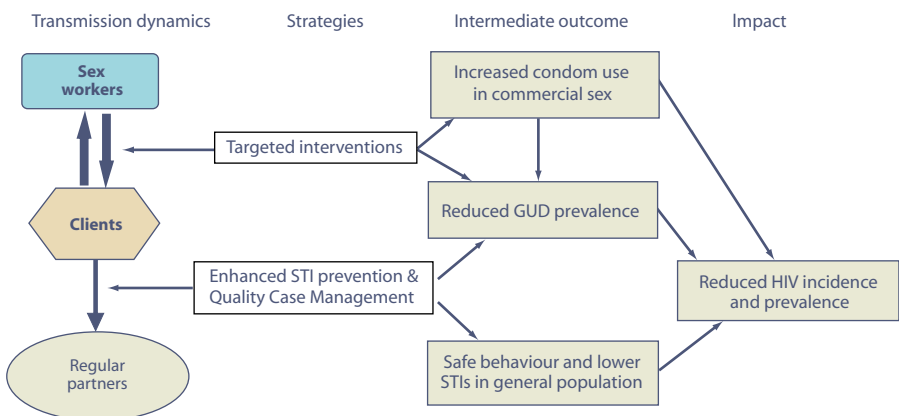 Transmission dynamics
Strategies
Intermediate outcome
Impact
Sex
workers
Increased condom use
in commercial sex
Targeted interventions
Clients
Reduced GUD prevalence
Enhanced STI prevention &
Quality Case Management
Reduced HIV incidence
and prevalence
Regular
partners
Safe behaviour and lower
STIs in general population